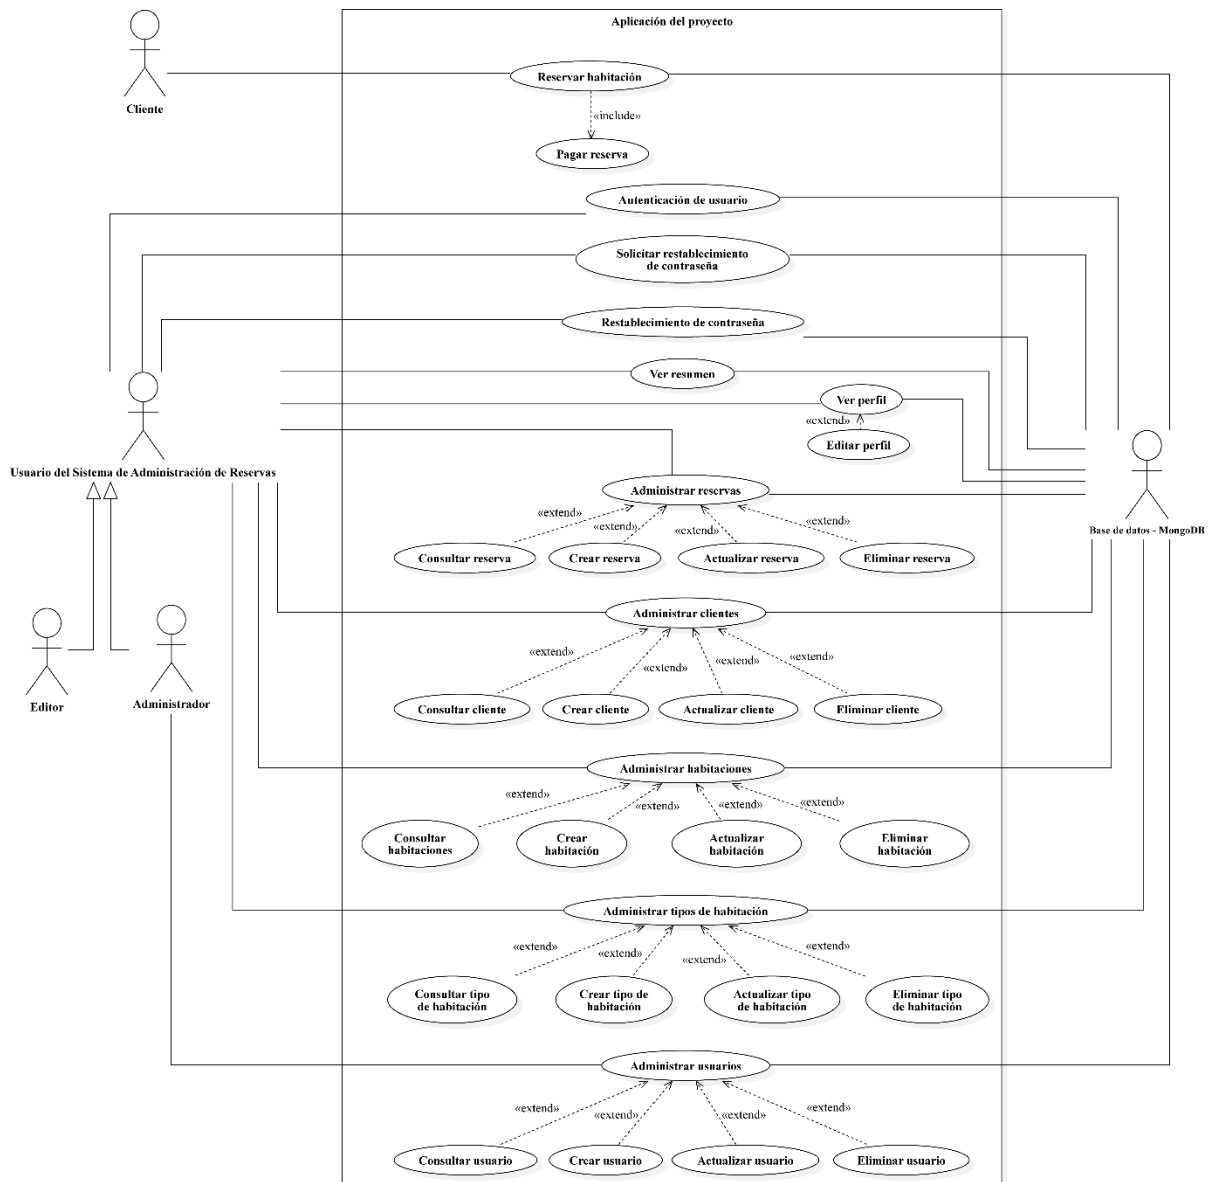 Aplicación del proyecto
Cliente
Reservar habitación
«include»
Pagar reserva
Autenticación de usuario
Solicitar restablecimiento
de contraseña
Restablecimiento de contraseña
Ver resumen
Ver perfil
«extend»
Editar perfil
Usuario del Sistema de Administración de Reservas
Base de datos - MongoDB
Administrar reservas
«extend»
«extend»
«extend»
«extend»
Consultar reserva
Crear reserva
Actualizar reserva
Eliminar reserva
Editor
Administrador
Administrar clientes
«extend»
«extend»
«extend»
«extend»
Consultar cliente
Crear cliente
Actualizar cliente
Eliminar cliente
Administrar habitaciones
«extend»
«extend»
«extend»
«extend»
Consultar
habitaciones
Crear
habitación
Actualizar
habitación
Eliminar
habitación
Administrar tipos de habitación
«extend»
«extend»
«extend»
«extend»
Consultar tipo
de habitación
Crear tipo de
habitación
Actualizar tipo
de habitación
Eliminar tipo
de habitación
Administrar usuarios
«extend»
«extend»
«extend»
«extend»
Consultar usuario
Crear usuario
Actualizar usuario
Eliminar usuario